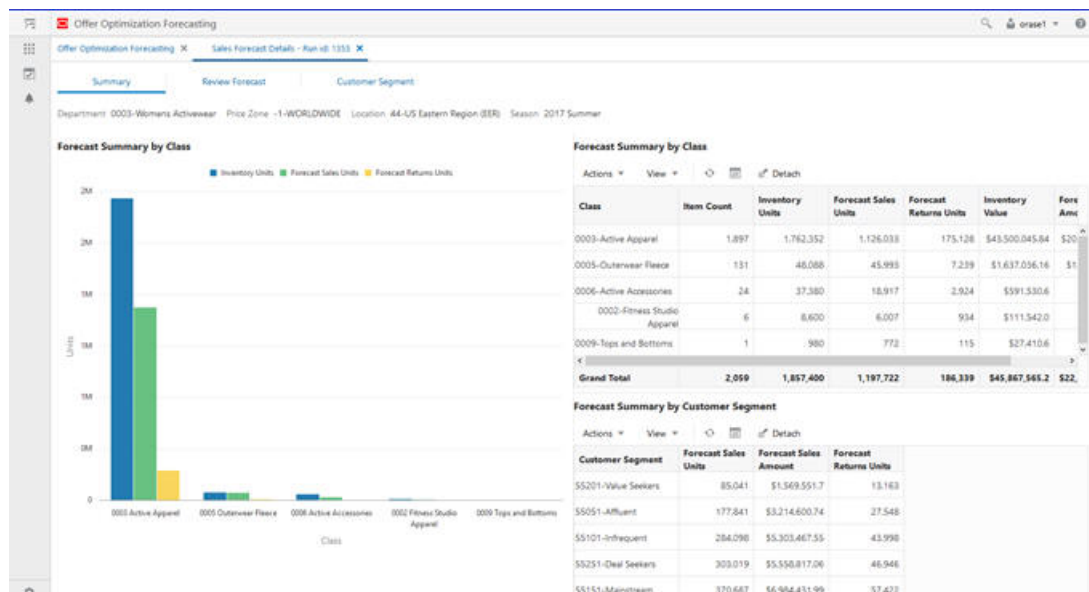 Offer Optimization Forecasting
orase1
Offer Optimization Forecasting X Sales Forecast Details - Run id: 1353 X
Summary Review Forecast Customer Segment
Department 0003-Womens Activewear Price Zone -1-WORLDWIDE Location 44-US Eastern Region (EER) Season 2017 Summer
Forecast Summary by Class
Inventory Units Forecast Sales Units Forecast Returns Units
2M
2M
1M
1M
1M
0M
0
Units
0003 Active Apparel 0005 Outerwear Fleece 0006 Active Accessories 0002 Fitness Studio Apparel 0009 Tops and Bottoms
Class
Forecast Summary by Class
Actions View Detach
Class Item Count Inventory Units Forecast Sales Units Forecast Returns Units Inventory Value Fore Amo
0003-Active Apparel 1,897 1,762,352 1,126,033 175,128 $43,500,045.84 $20
0005-Outerwear Fleece 131 48,088 45,993 7,239 $1,637,036.16 $1
0006-Active Accessories 24 37,380 18,917 2,924 $591,530.6
0002-Fitness Studio Apparel 6 8,600 6,007 934 $111,542.0
0009-Tops and Bottoms 1 980 772 115 $27,410.6
Grand Total 2,059 1,857,400 1,197,722 186,339 $45,867,565.2 $22,
Forecast Summary by Customer Segment
Actions View Detach
Customer Segment Forecast Sales Units Forecast Sales Amount Forecast Returns Units
55201-Value Seekers 85,041 $1,569,551.7 13,163
55051-Affluent 177,841 $3,214,600.74 27,548
55101-Infrequent 284,098 $5,303,467.55 43,998
55251-Deal Seekers 303,019 $5,558,817.06 46,946
55151-Mainstream 370,667 $6,984,431.99 57,422